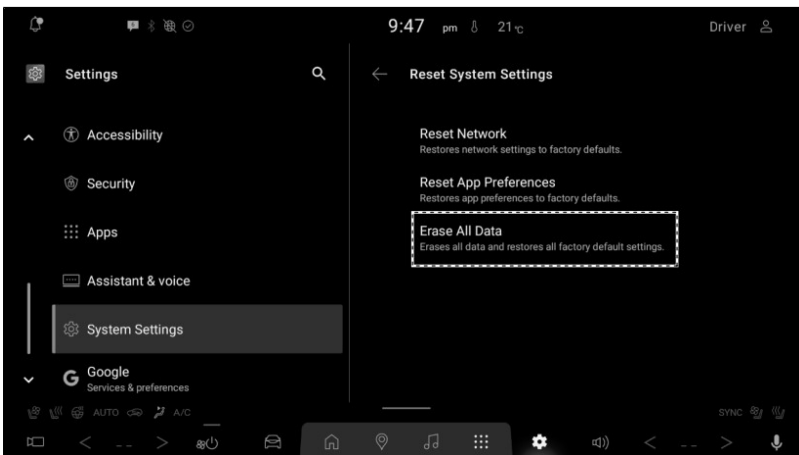 9:47 pm 21°C
Driver
Settings
Reset System Settings
Accessibility
Security
Apps
Assistant & voice
System Settings
Google
Services & preferences
Reset Network
Restores network settings to factory defaults.
Reset App Preferences
Restores app preferences to factory defaults.
Erase All Data
Erases all data and restores all factory default settings.
AUTO
A/C
SYNC
< -- >
< -- >